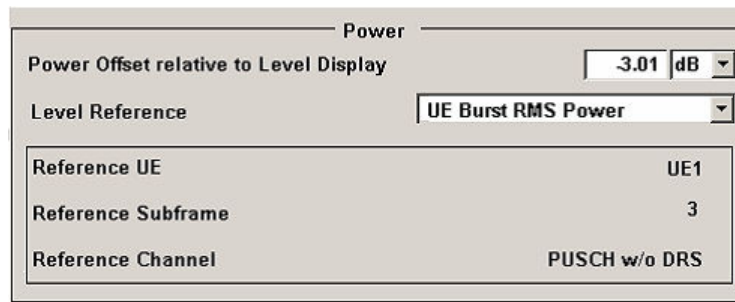 Power
Power Offset relative to Level Display -3.01 dB
Level Reference UE Burst RMS Power
Reference UE UE1
Reference Subframe 3
Reference Channel PUSCH w/o DRS